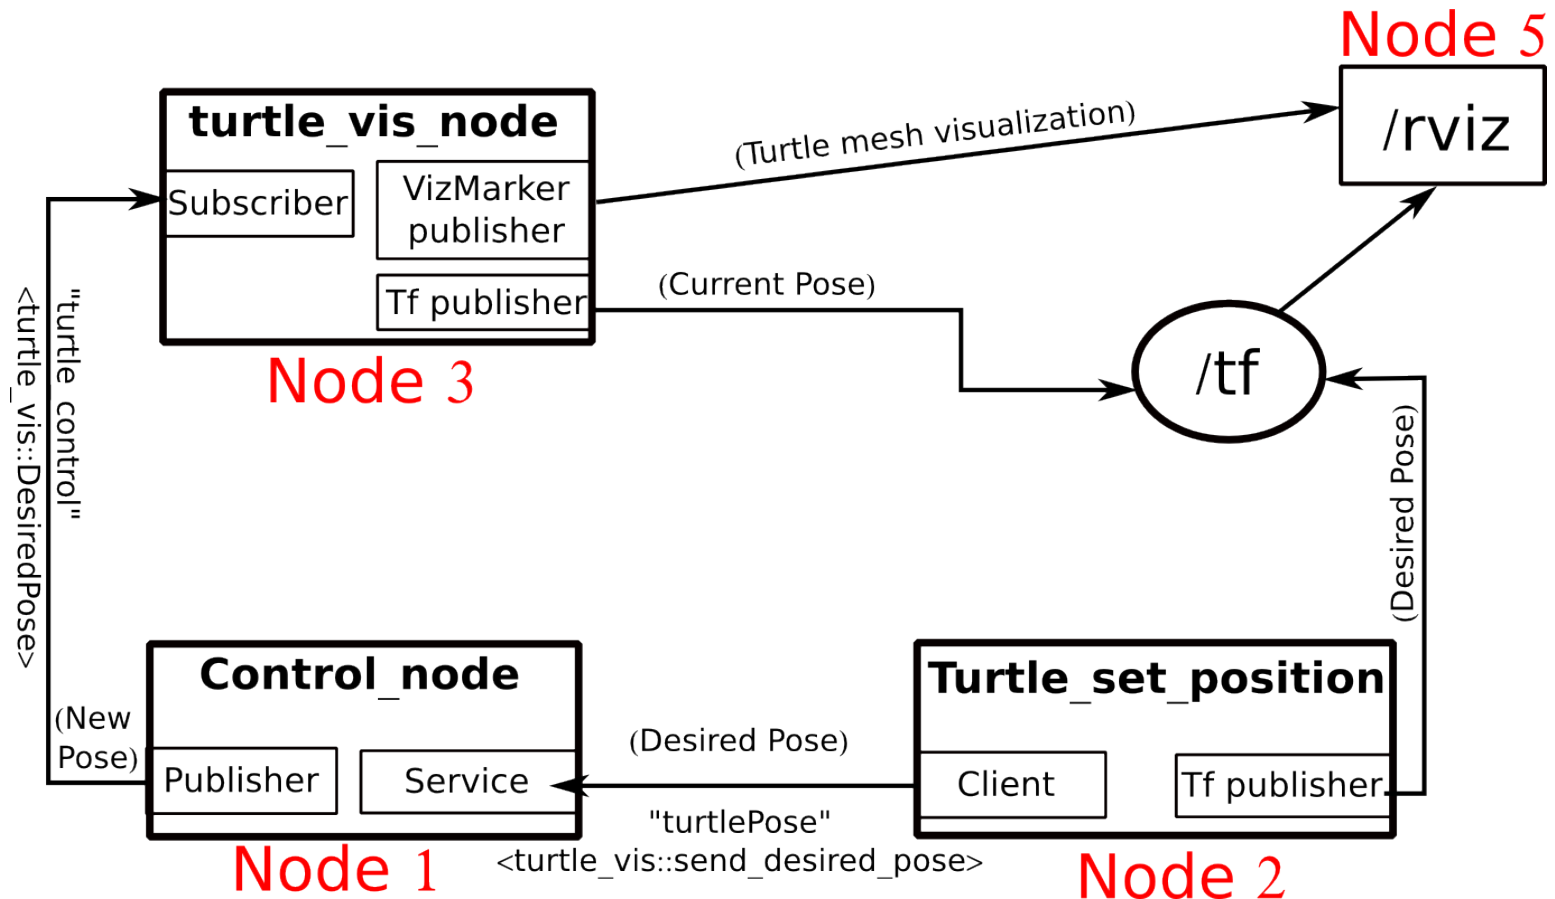 Node 5
/rviz
turtle_vis_node
Subscriber
VizMarker
publisher
Tf publisher
Node 3
(Turtle mesh visualization)
(Current Pose)
/tf
(Desired Pose)
"turtle_control"
<turtle_vis::DesiredPose>
(New
Pose)
Control_node
Publisher
Service
Node 1
(Desired Pose)
"turtlePose"
<turtle_vis::send_desired_pose>
Turtle_set_position
Client
Tf publisher
Node 2